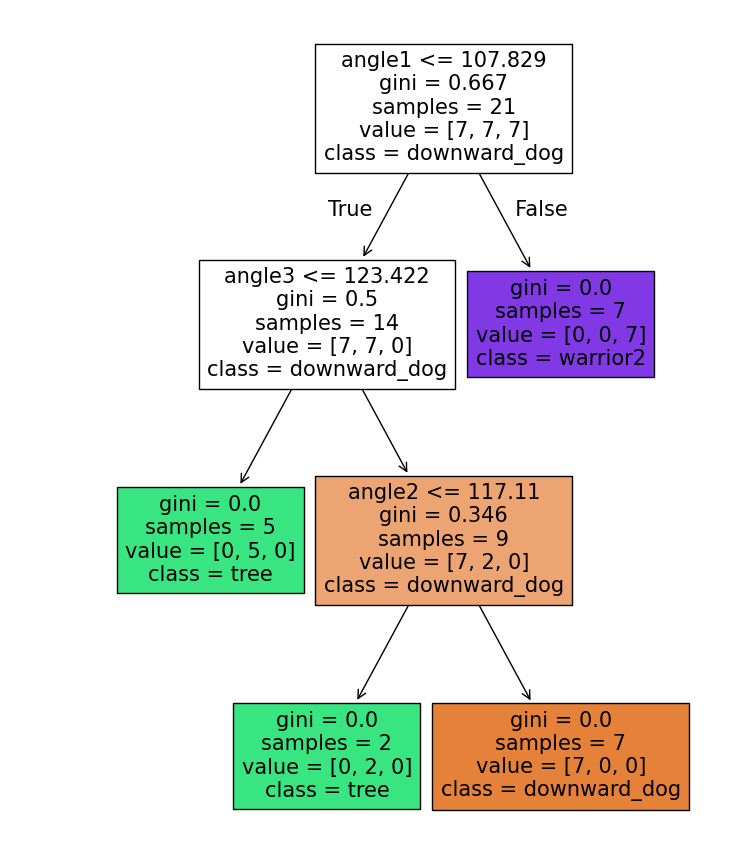 angle1 <= 107.829
gini = 0.667
samples = 21
value = [7, 7, 7]
class = downward_dog
True
False
angle3 <= 123.422
gini = 0.5
samples = 14
value = [7, 7, 0]
class = downward_dog
gini = 0.0
samples = 7
value = [0, 0, 7]
class = warrior2
gini = 0.0
samples = 5
value = [0, 5, 0]
class = tree
angle2 <= 117.11
gini = 0.346
samples = 9
value = [7, 2, 0]
class = downward_dog
gini = 0.0
samples = 2
value = [0, 2, 0]
class = tree
gini = 0.0
samples = 7
value = [7, 0, 0]
class = downward_dog